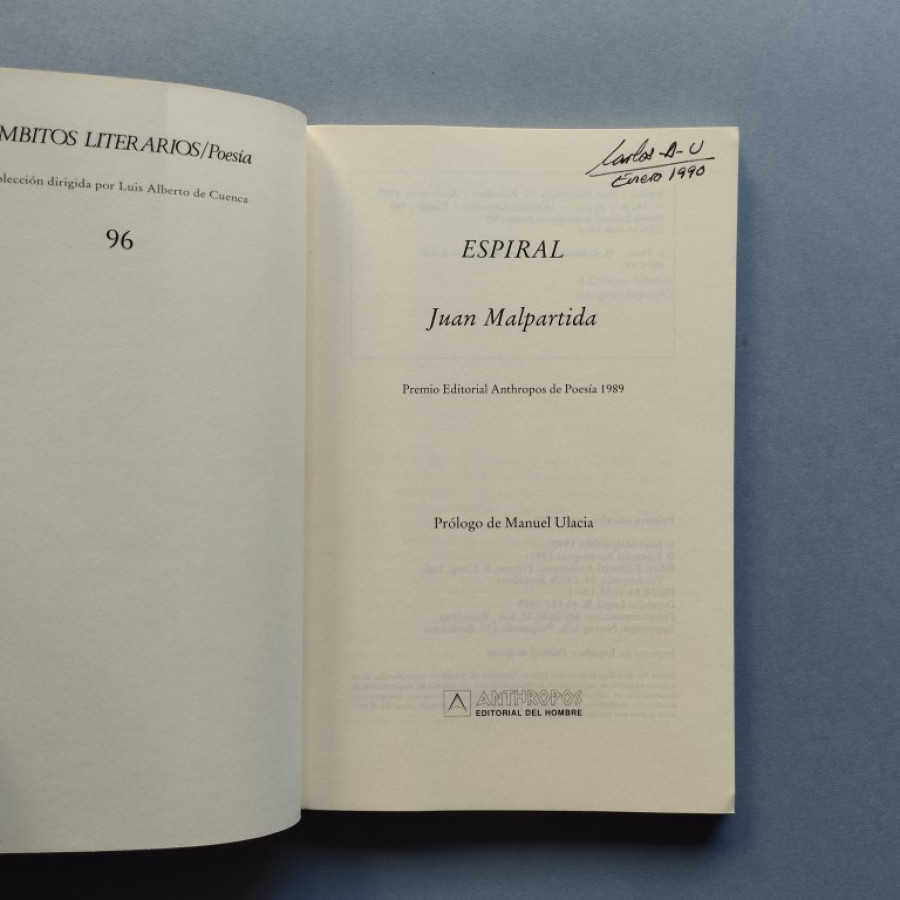 MBITOS LITERARIOS/Poesía
olección dirigida por Luis Alberto de Cuenca
96
Carlos-A-U
Enero 1990
ESPIRAL
Juan Malpartida
Premio Editorial Anthropos de Poesía 1989
Prólogo de Manuel Ulacia
ANTHROPOS
EDITORIAL DEL HOMBRE